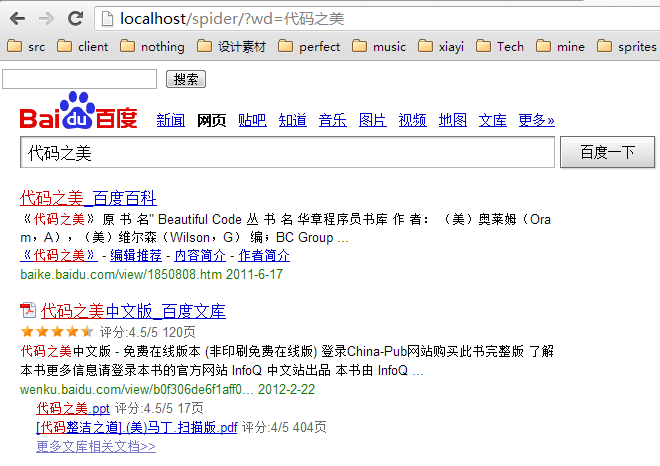 localhost/spider/?wd=代码之美
src client nothing 设计素材 perfect music xiayi Tech mine sprites
搜索
Bai du 百度 新闻 网页 贴吧 知道 音乐 图片 视频 地图 文库 更多»
代码之美 百度一下
代码之美_百度百科
《代码之美》 原 书 名" Beautiful Code 丛 书 名 华章程序员书库 作 者： （美）奥莱姆（Ora
m，A），（美）维尔森（Wilson，G） 编；BC Group ...
《代码之美》 - 编辑推荐 - 内容简介 - 作者简介
baike.baidu.com/view/1850808.htm 2011-6-17
代码之美中文版_百度文库
评分:4.5/5 120页
代码之美中文版 - 免费在线版本 (非印刷免费在线版) 登录China-Pub网站购买此书完整版 了解
本书更多信息请登录本书的官方网站 InfoQ 中文站出品 本书由 InfoQ ...
wenku.baidu.com/view/b0f306de6f1aff0... 2012-2-22
代码之美.ppt 评分:4.5/5 17页
[代码整洁之道].(美)马丁.扫描版.pdf 评分:4/5 404页
更多文库相关文档>>